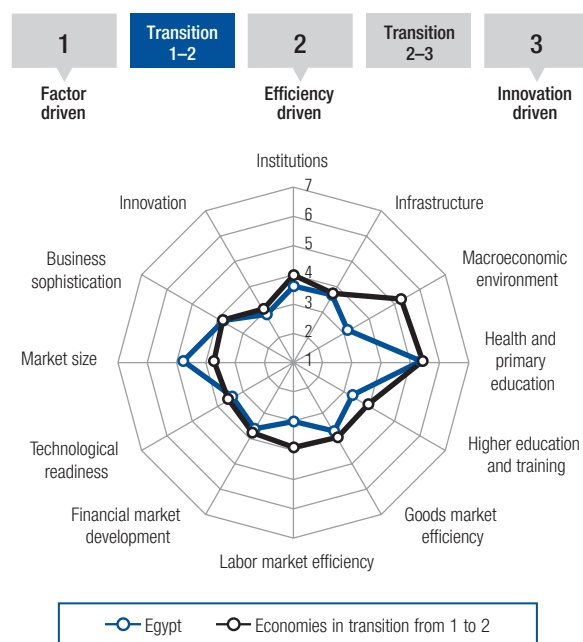 1
Transition
1–2
2
Transition
2–3
3
Factor
driven
Efficiency
driven
Innovation
driven
Institutions
Infrastructure
Macroeconomic
environment
Health and
primary
education
Higher education
and training
Goods market
efficiency
Labor market efficiency
Financial market
development
Technological
readiness
Market size
Business
sophistication
Innovation
7
6
5
4
3
2
1
Egypt
Economies in transition from 1 to 2